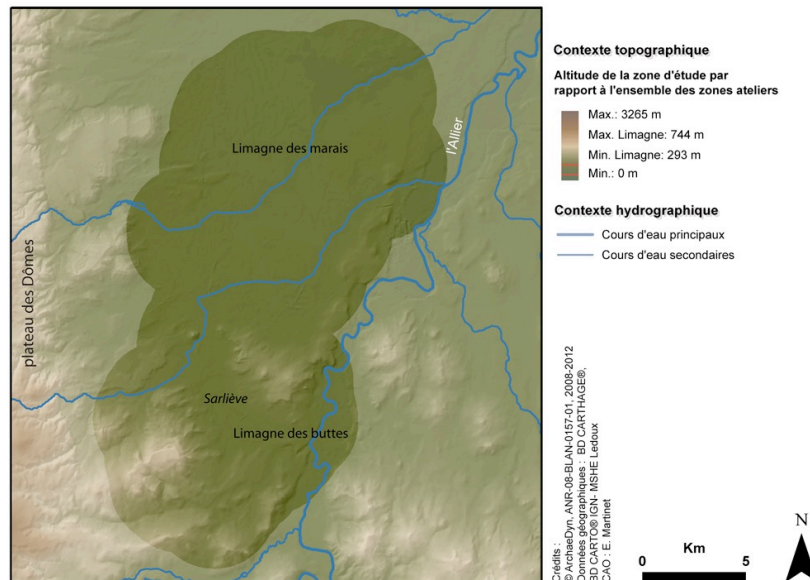 Limagne des marais
l'Allier
plateau des Dômes
Sarliève
Limagne des buttes
Contexte topographique
Altitude de la zone d'étude par
rapport à l'ensemble des zones ateliers
Max.: 3265 m
Max. Limagne: 744 m
Min. Limagne: 293 m
Min.: 0 m
Contexte hydrographique
Cours d'eau principaux
Cours d'eau secondaires
Crédits :
© ArchaeDyn, ANR-08-BLAN-0157-01, 2008-2012
Données géographiques : BD CARTHAGE®,
BD CARTO® IGN- MSHE Ledoux
CAO : E. Martinet
Km
0 5
N